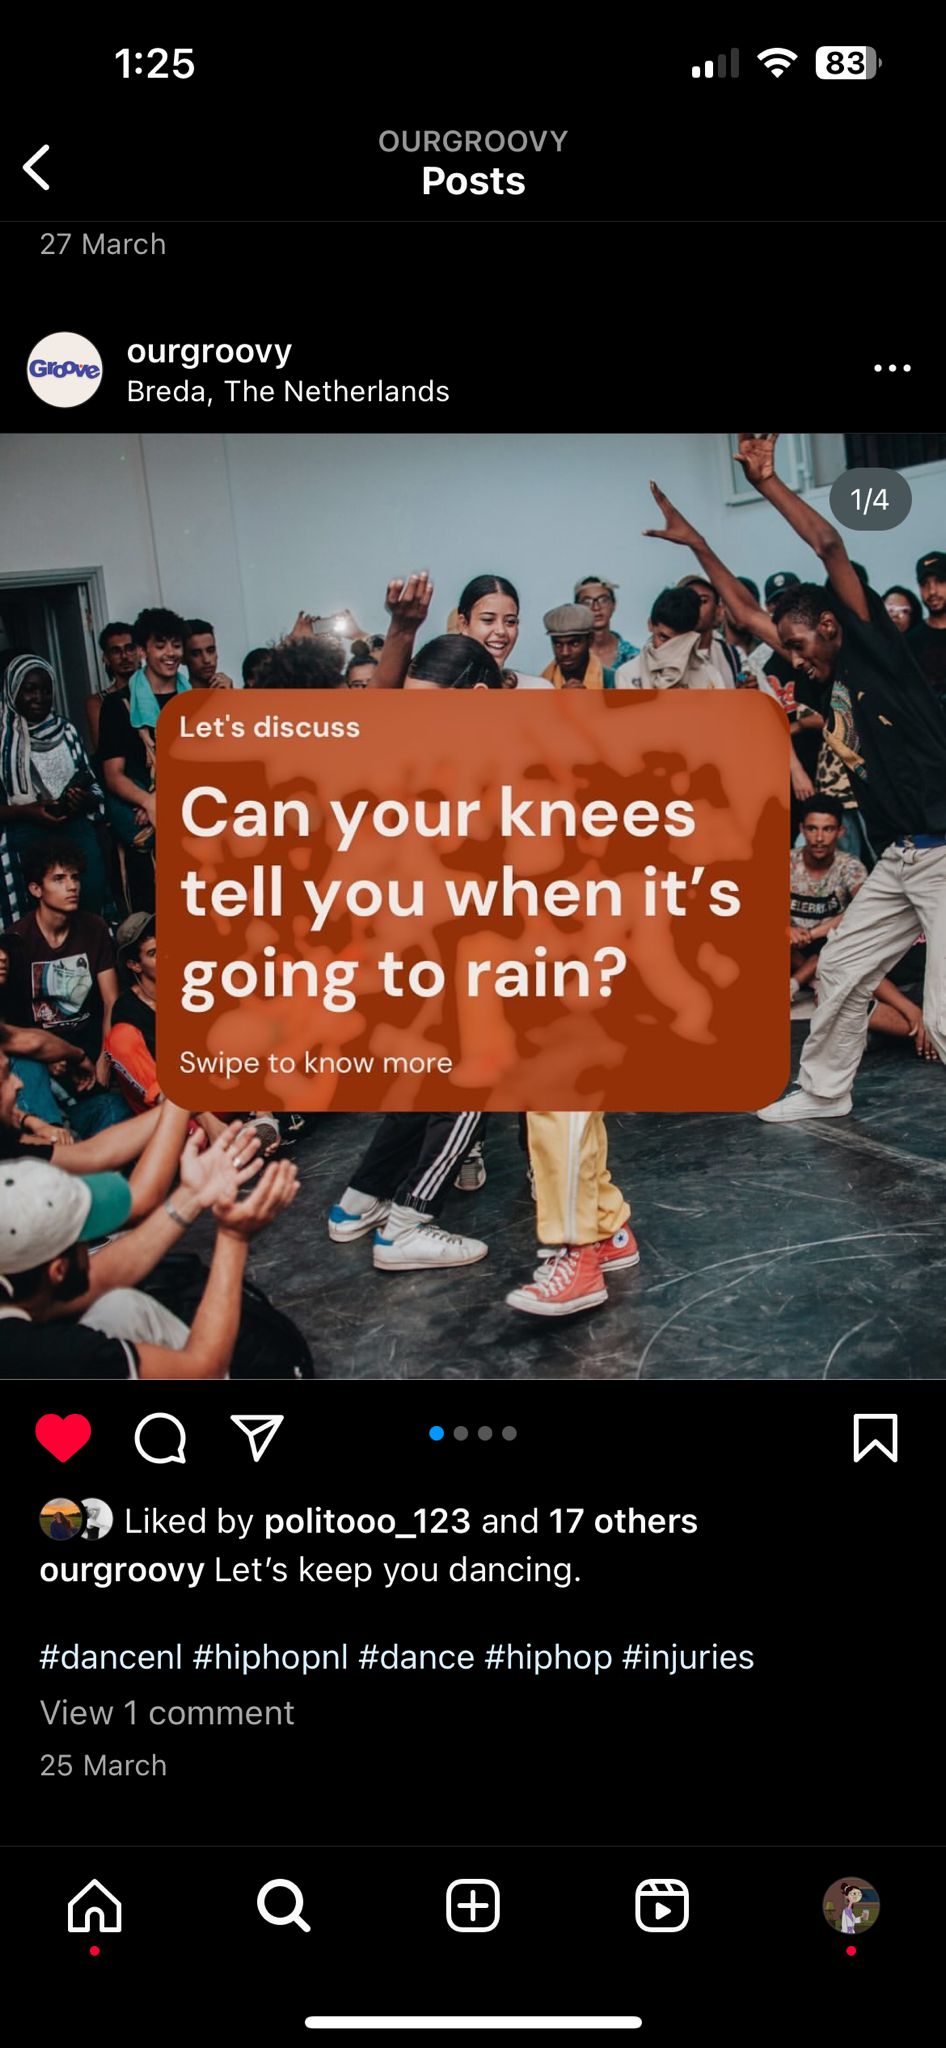 1:25
83
OURGROOVY
Posts
27 March
Groove
ourgroovy
Breda, The Netherlands
1/4
Let's discuss
Can your knees
tell you when it's
going to rain?
Swipe to know more
Liked by politooo_123 and 17 others
ourgroovy Let's keep you dancing.
#dancenl #hiphopnl #dance #hiphop #injuries
View 1 comment
25 March